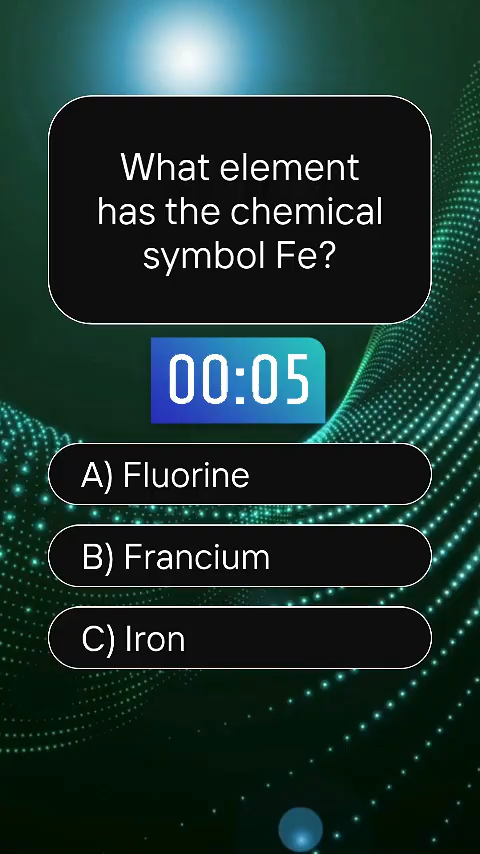 What element
has the chemical
symbol Fe?
00:05
A) Fluorine
B) Francium
C) Iron